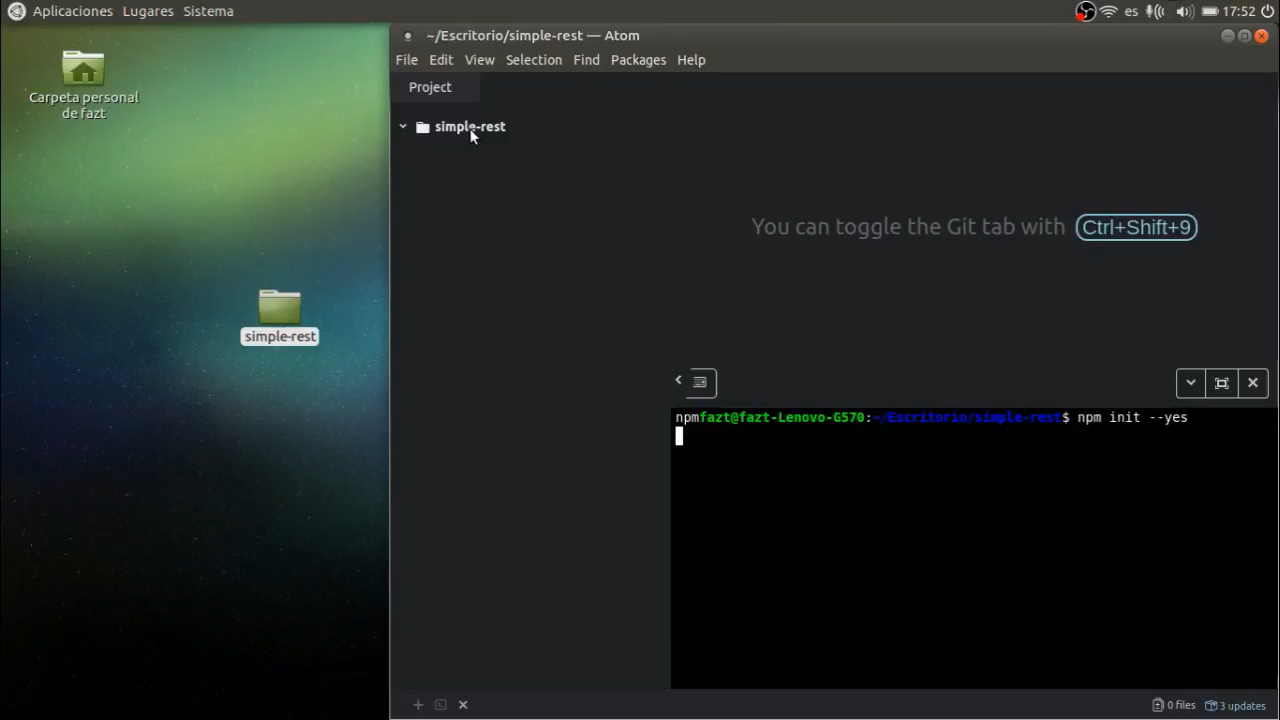 Aplicaciones Lugares Sistema
es 17:52
~/Escritorio/simple-rest — Atom
File Edit View Selection Find Packages Help
Project
Carpeta personal
de fazt
simple-rest
You can toggle the Git tab with Ctrl+Shift+9
simple-rest
npmfazt@fazt-Lenovo-G570:~/Escritorio/simple-rest$ npm init --yes
0 files 3 updates